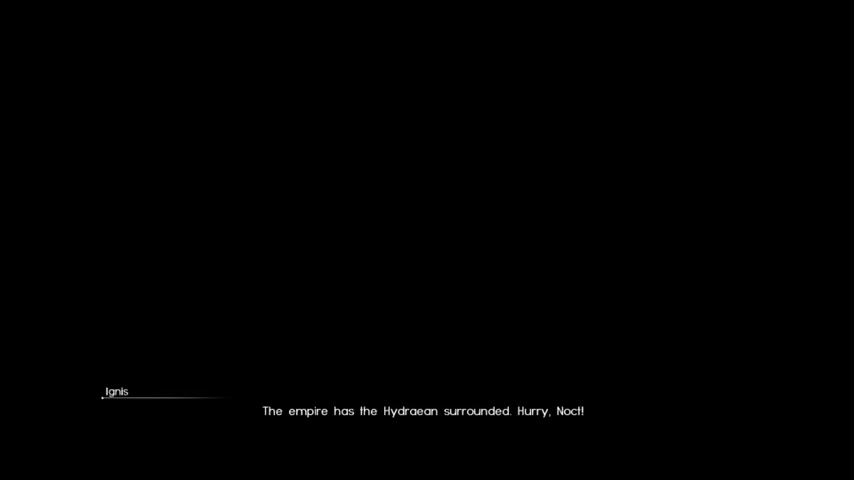 Ignis
The empire has the Hydraean surrounded. Hurry, Noct!